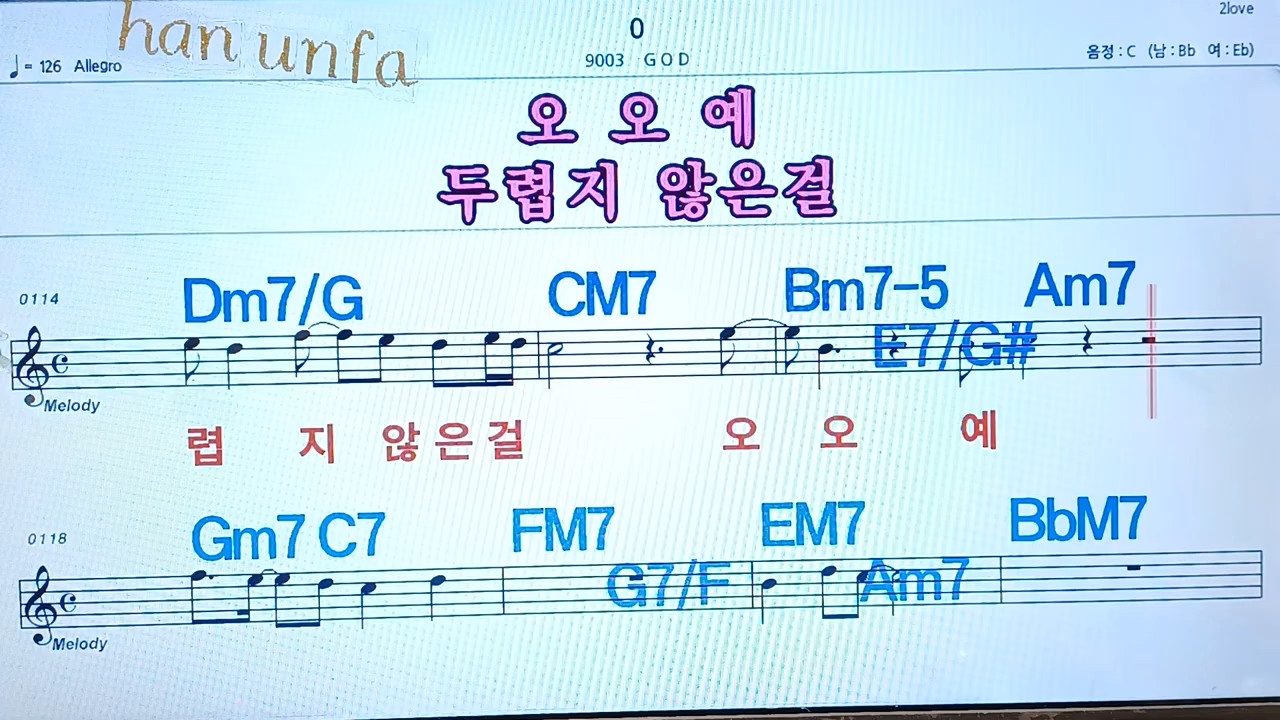 2love
han unfa
0
♩= 126 Allegro
9003 G O D
음정 : C (남 : Bb 여 : Eb)
오 오 예
두렵지 않은걸
0114
Dm7/G CM7 Bm7-5 E7/G# Am7
Melody
렵 지 않은걸 오 오 예
0118
Gm7 C7 FM7 G7/F EM7 Am7 BbM7
Melody